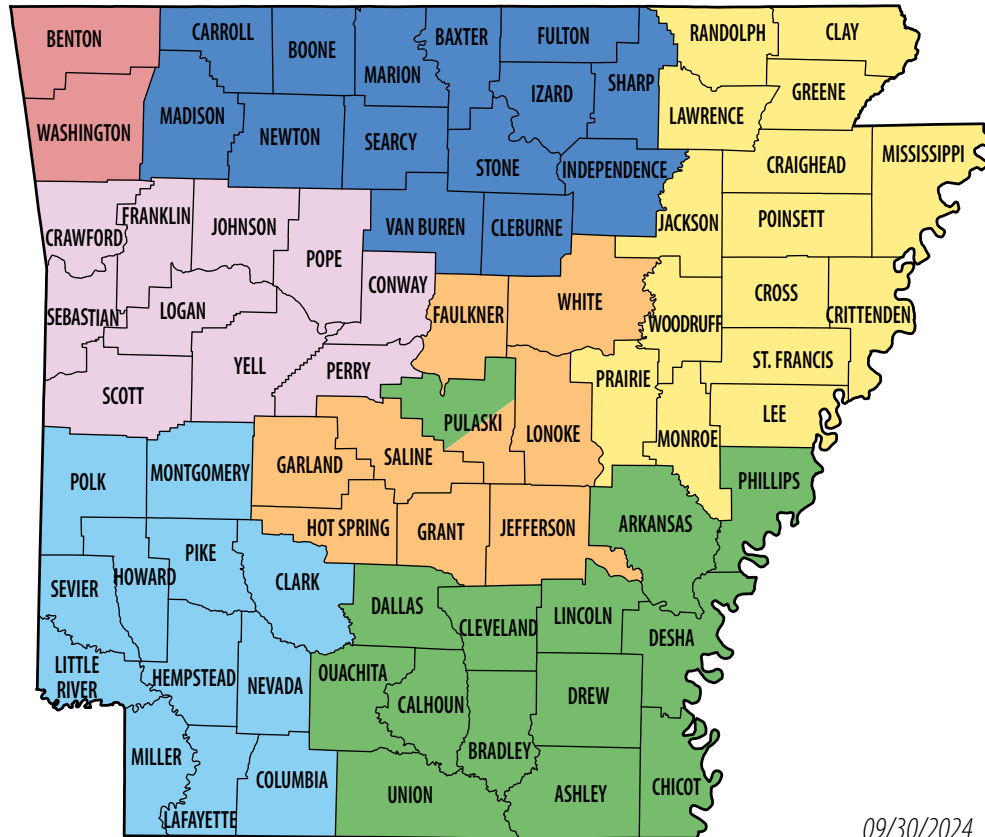 BENTON
CARROLL
BOONE
MARION
BAXTER
FULTON
RANDOLPH
CLAY
WASHINGTON
MADISON
NEWTON
SEARCY
STONE
IZARD
SHARP
LAWRENCE
GREENE
INDEPENDENCE
CRAIGHEAD
MISSISSIPPI
CRAWFORD
FRANKLIN
JOHNSON
POPE
VAN BUREN
CLEBURNE
JACKSON
POINSETT
SEBASTIAN
LOGAN
CONWAY
FAULKNER
WHITE
WOODRUFF
CROSS
CRITTENDEN
SCOTT
YELL
PERRY
PULASKI
LONOKE
PRAIRIE
MONROE
ST. FRANCIS
LEE
POLK
MONTGOMERY
GARLAND
SALINE
HOT SPRING
GRANT
JEFFERSON
ARKANSAS
PHILLIPS
SEVIER
HOWARD
PIKE
CLARK
DALLAS
CLEVELAND
LINCOLN
DESHA
LITTLE
RIVER
HEMPSTEAD
NEVADA
OUACHITA
CALHOUN
BRADLEY
DREW
MILLER
LAFAYETTE
COLUMBIA
UNION
ASHLEY
CHICOT
09/30/2024